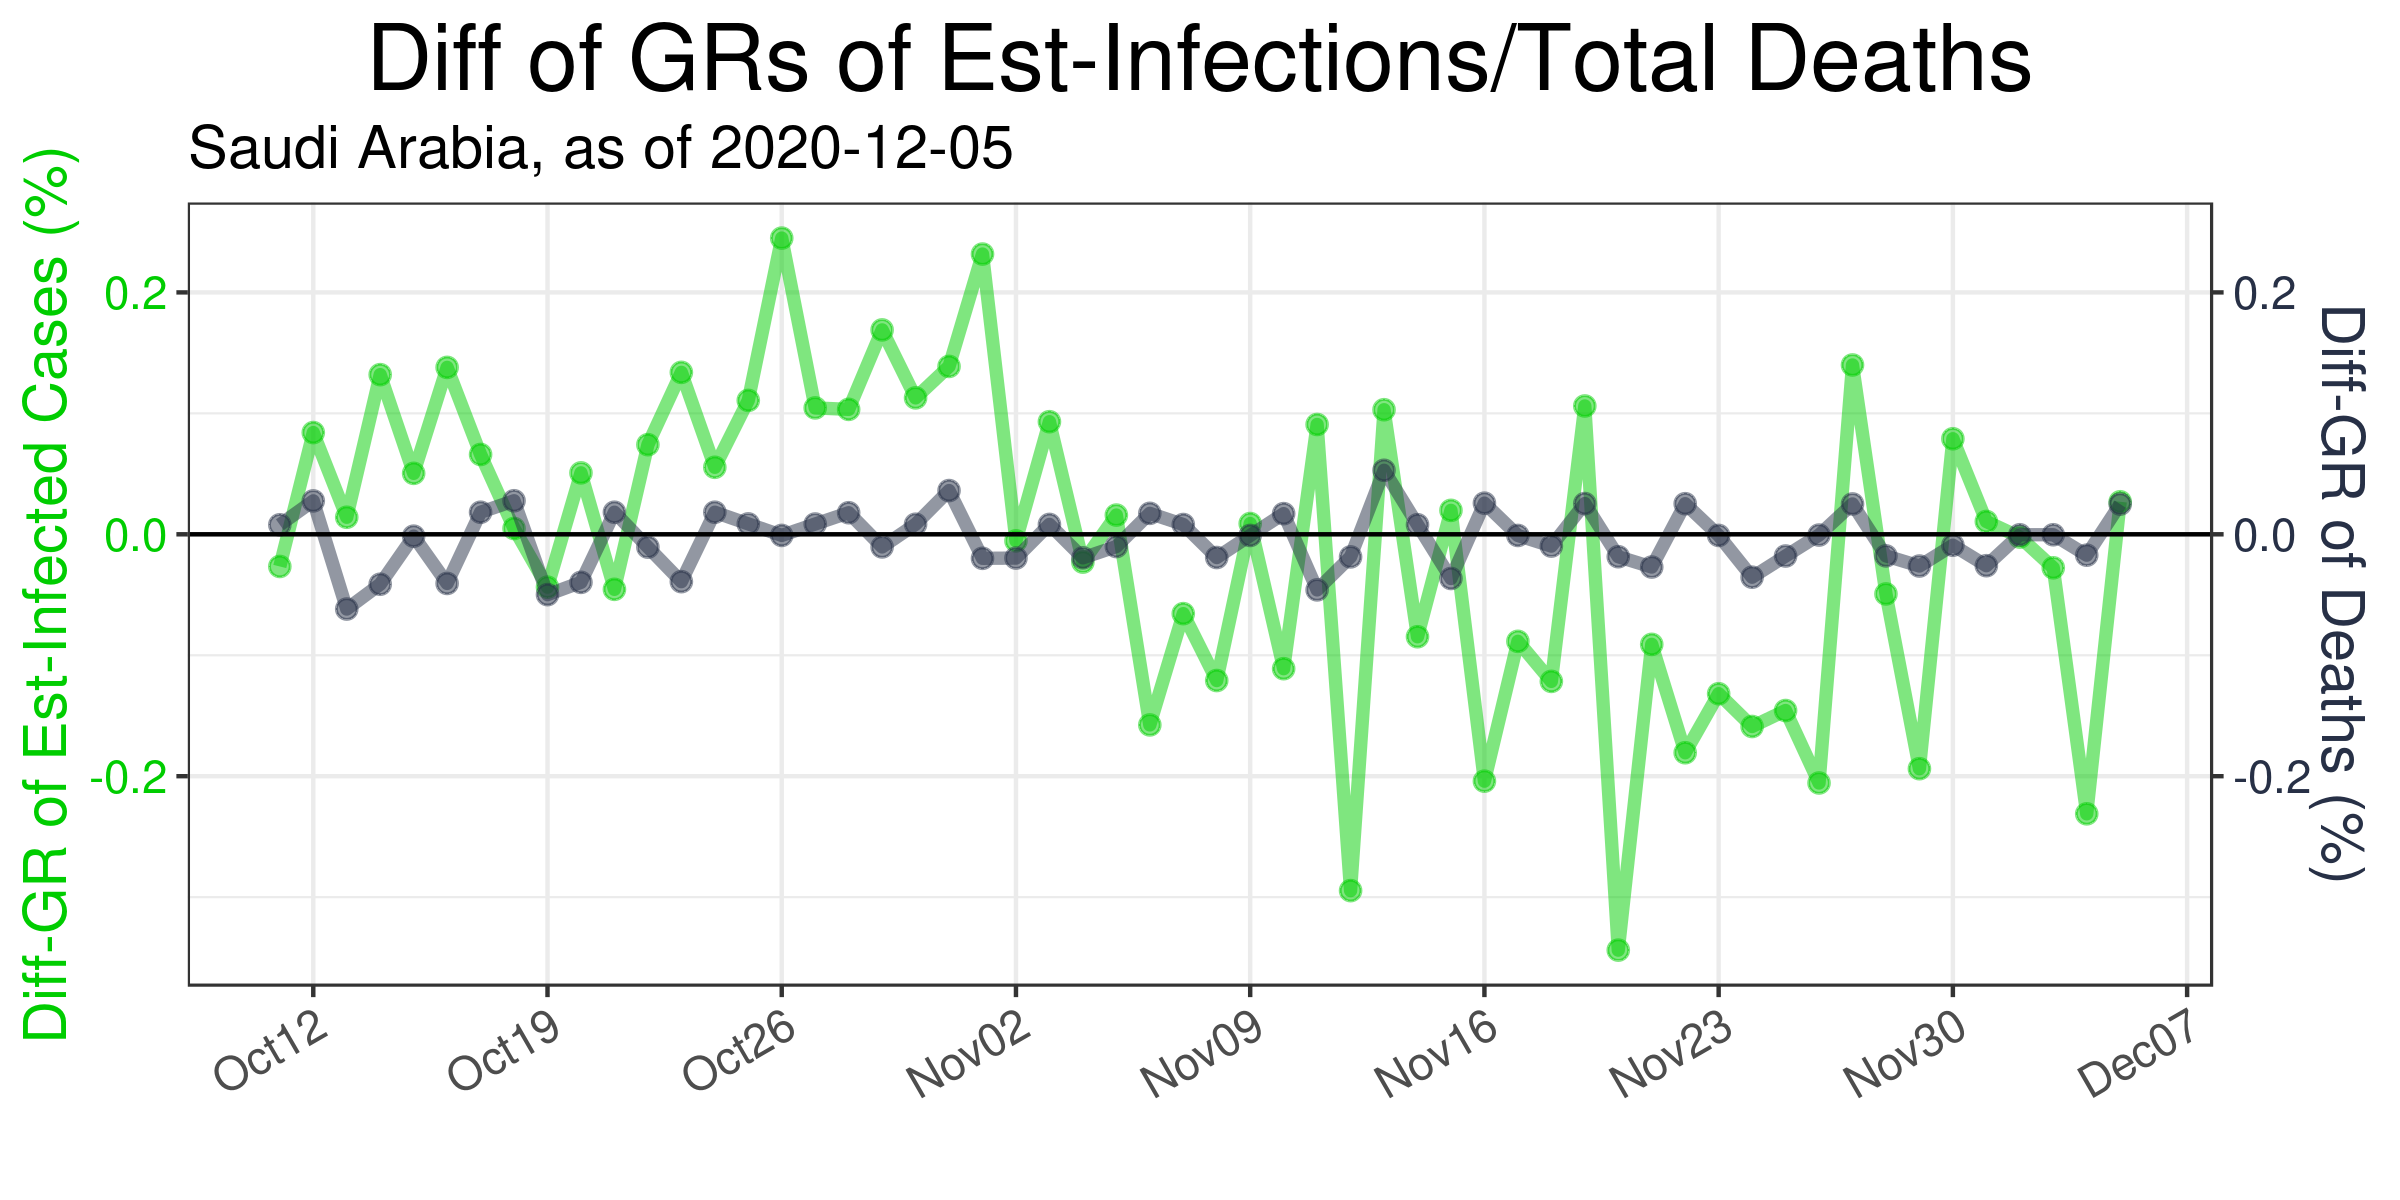 Diff of GRs of Est-Infections/Total Deaths
Saudi Arabia, as of 2020-12-05
Diff-GR of Est-Infected Cases (%)
0.2
0.0
-0.2
0.2
0.0
-0.2
Diff-GR of Deaths (%)
Oct12
Oct19
Oct26
Nov02
Nov09
Nov16
Nov23
Nov30
Dec07